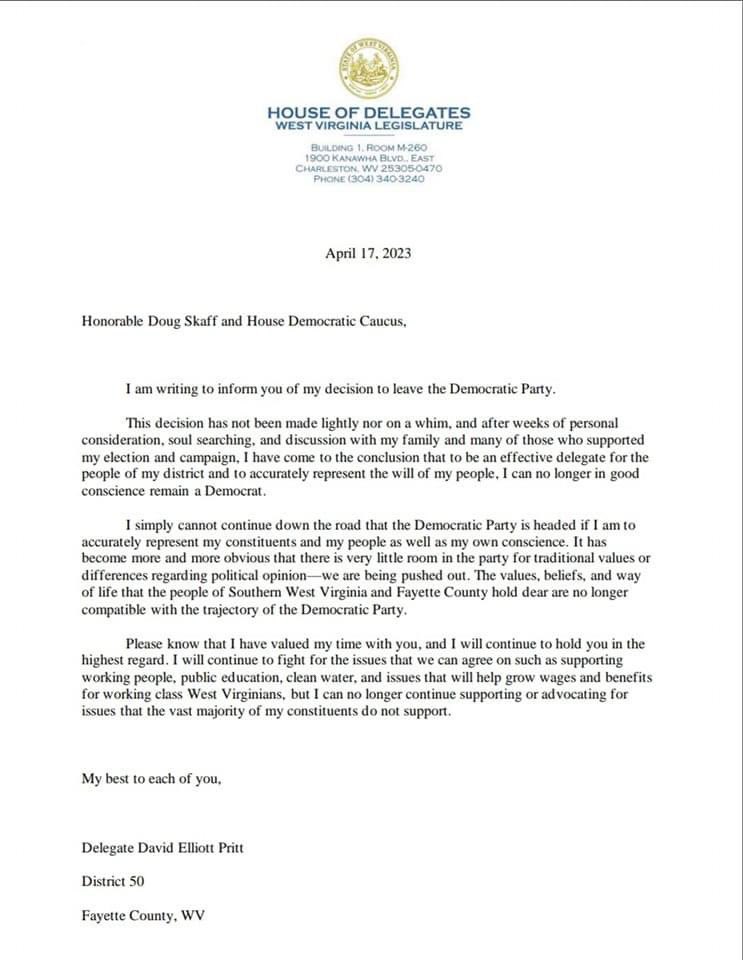 STATE OF WEST VIRGINIA
HOUSE OF DELEGATES
WEST VIRGINIA LEGISLATURE
BUILDING 1, ROOM M-260
1900 KANAWHA BLVD., EAST
CHARLESTON, WV 25305-0470
PHONE (304) 340-3240
April 17, 2023
Honorable Doug Skaff and House Democratic Caucus,
I am writing to inform you of my decision to leave the Democratic Party.
This decision has not been made lightly nor on a whim, and after weeks of personal
consideration, soul searching, and discussion with my family and many of those who supported
my election and campaign, I have come to the conclusion that to be an effective delegate for the
people of my district and to accurately represent the will of my people, I can no longer in good
conscience remain a Democrat.
I simply cannot continue down the road that the Democratic Party is headed if I am to
accurately represent my constituents and my people as well as my own conscience. It has
become more and more obvious that there is very little room in the party for traditional values or
differences regarding political opinion—we are being pushed out. The values, beliefs, and way
of life that the people of Southern West Virginia and Fayette County hold dear are no longer
compatible with the trajectory of the Democratic Party.
Please know that I have valued my time with you, and I will continue to hold you in the
highest regard. I will continue to fight for the issues that we can agree on such as supporting
working people, public education, clean water, and issues that will help grow wages and benefits
for working class West Virginians, but I can no longer continue supporting or advocating for
issues that the vast majority of my constituents do not support.
My best to each of you,
Delegate David Elliott Pritt
District 50
Fayette County, WV